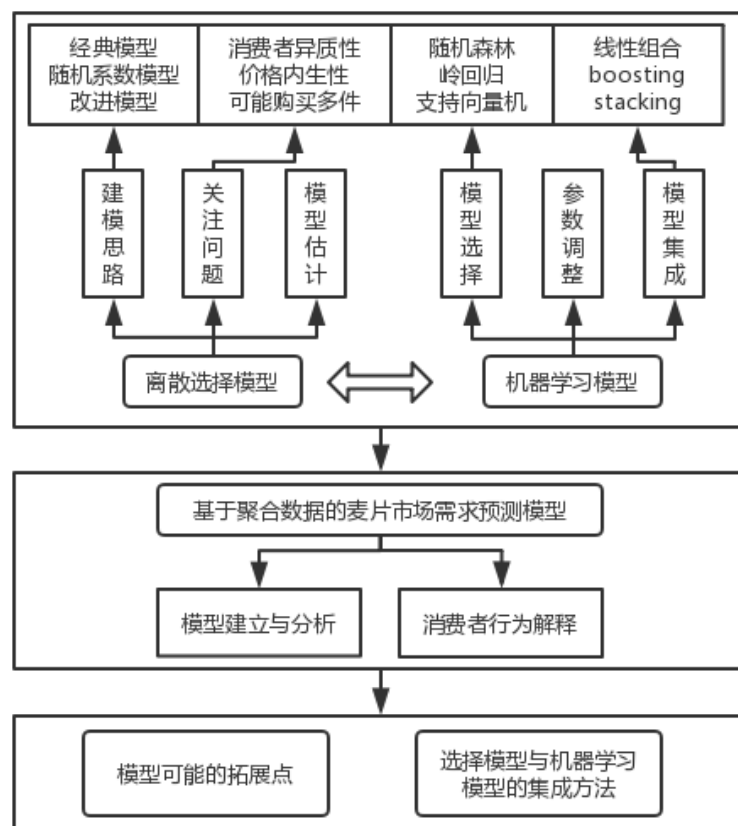 经典模型
随机系数模型
改进模型
消费者异质性
价格内生性
可能购买多件
随机森林
岭回归
支持向量机
线性组合
boosting
stacking
建模思路
关注问题
模型估计
模型选择
参数调整
模型集成
离散选择模型
机器学习模型
基于聚合数据的麦片市场需求预测模型
模型建立与分析
消费者行为解释
模型可能的拓展点
选择模型与机器学习
模型的集成方法